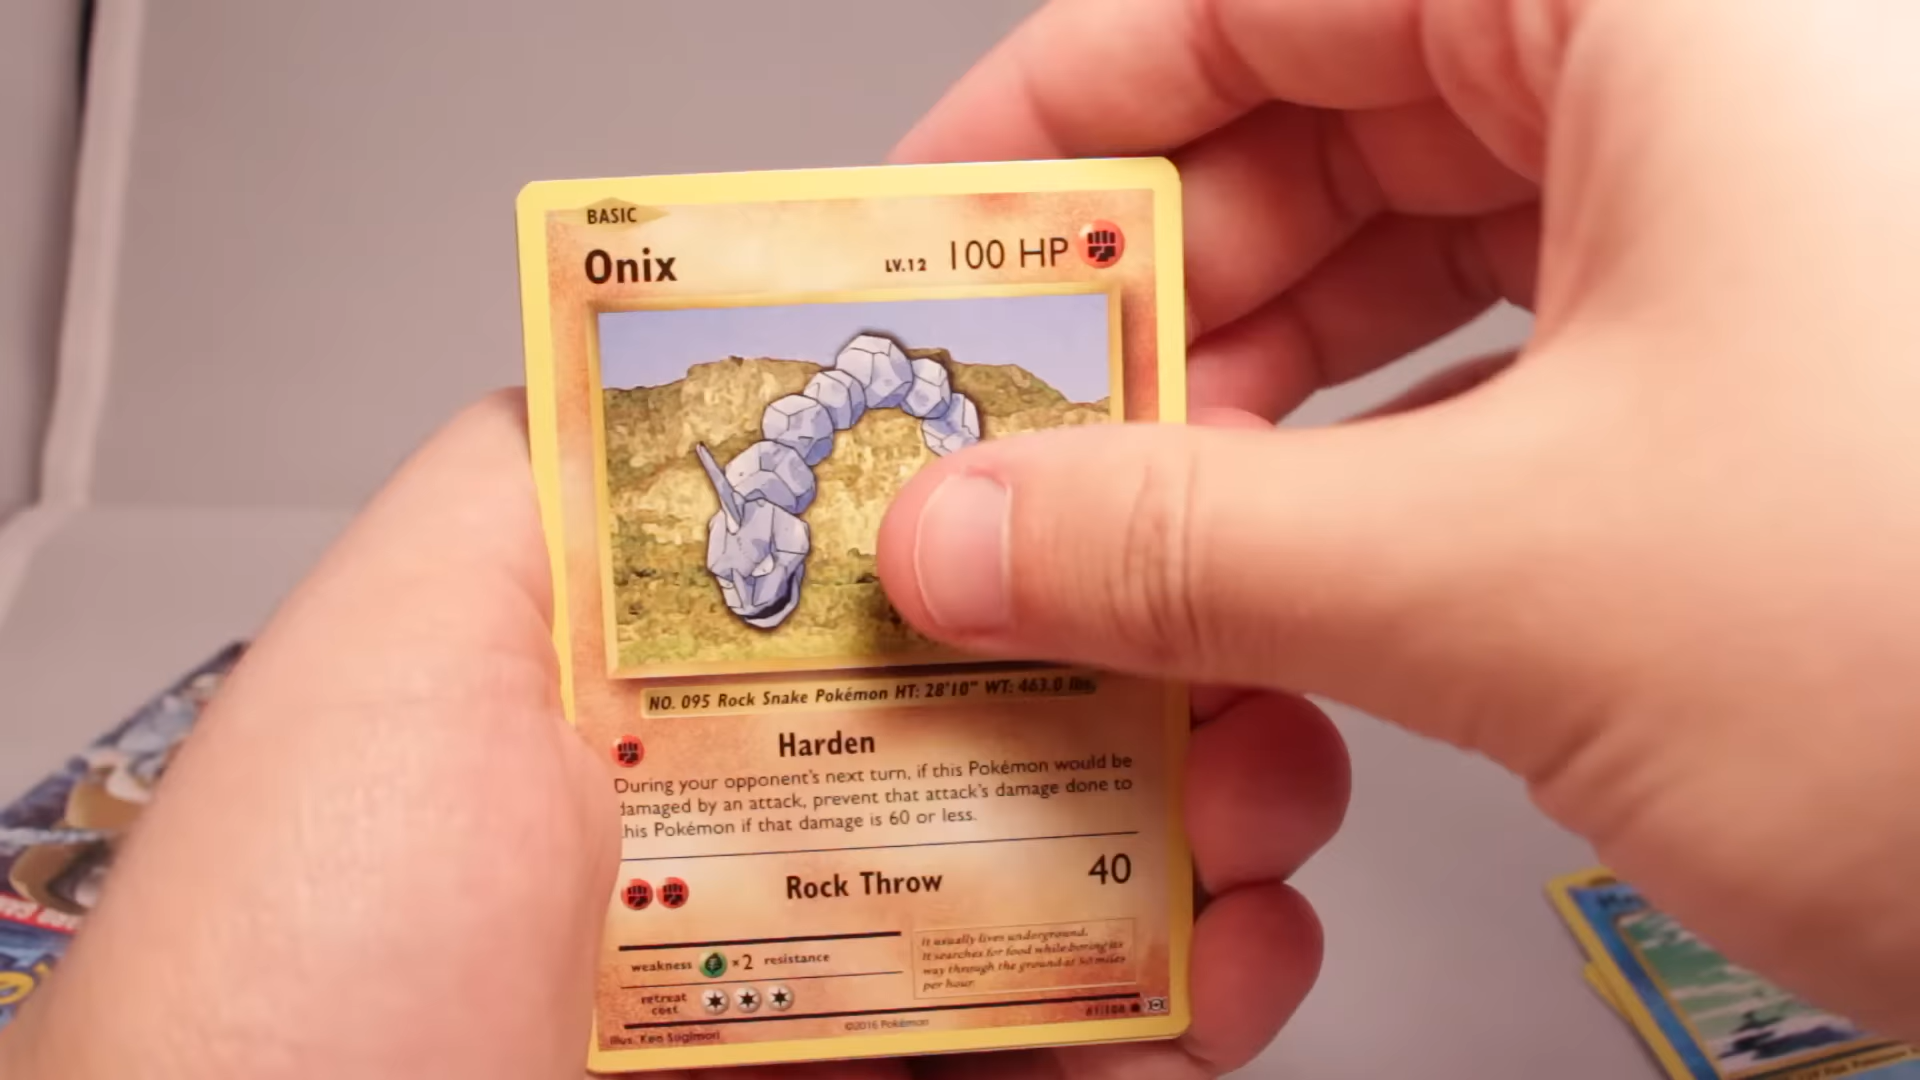 BASIC
Onix LV.12 100 HP
NO. 095 Rock Snake Pokémon HT: 28'10" WT: 463.0 lbs.
Harden
During your opponent's next turn, if this Pokémon would be
damaged by an attack, prevent that attack's damage done to
this Pokémon if that damage is 60 or less.
Rock Throw 40
weakness ×2 resistance
retreat
cost
It usually lives underground.
It searches for food while boring its
way through the ground at 50 miles
per hour.
61/108
Illus. Ken Sugimori
©2016 Pokémon